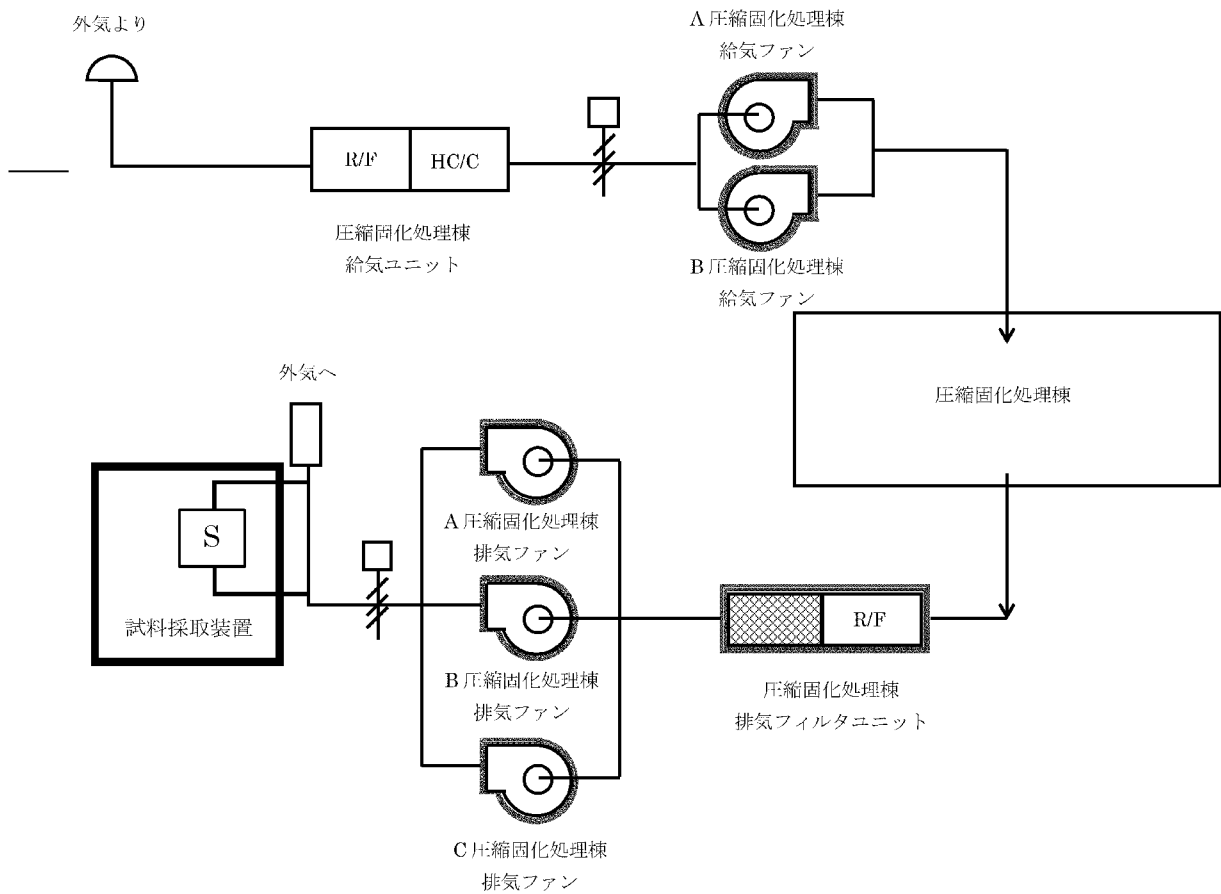 外気より
A 圧縮固化処理棟
給気ファン
R/F
HC/C
圧縮固化処理棟
給気ユニット
B 圧縮固化処理棟
給気ファン
圧縮固化処理棟
外気へ
S
試料採取装置
A 圧縮固化処理棟
排気ファン
B 圧縮固化処理棟
排気ファン
R/F
圧縮固化処理棟
排気フィルタユニット
C 圧縮固化処理棟
排気ファン